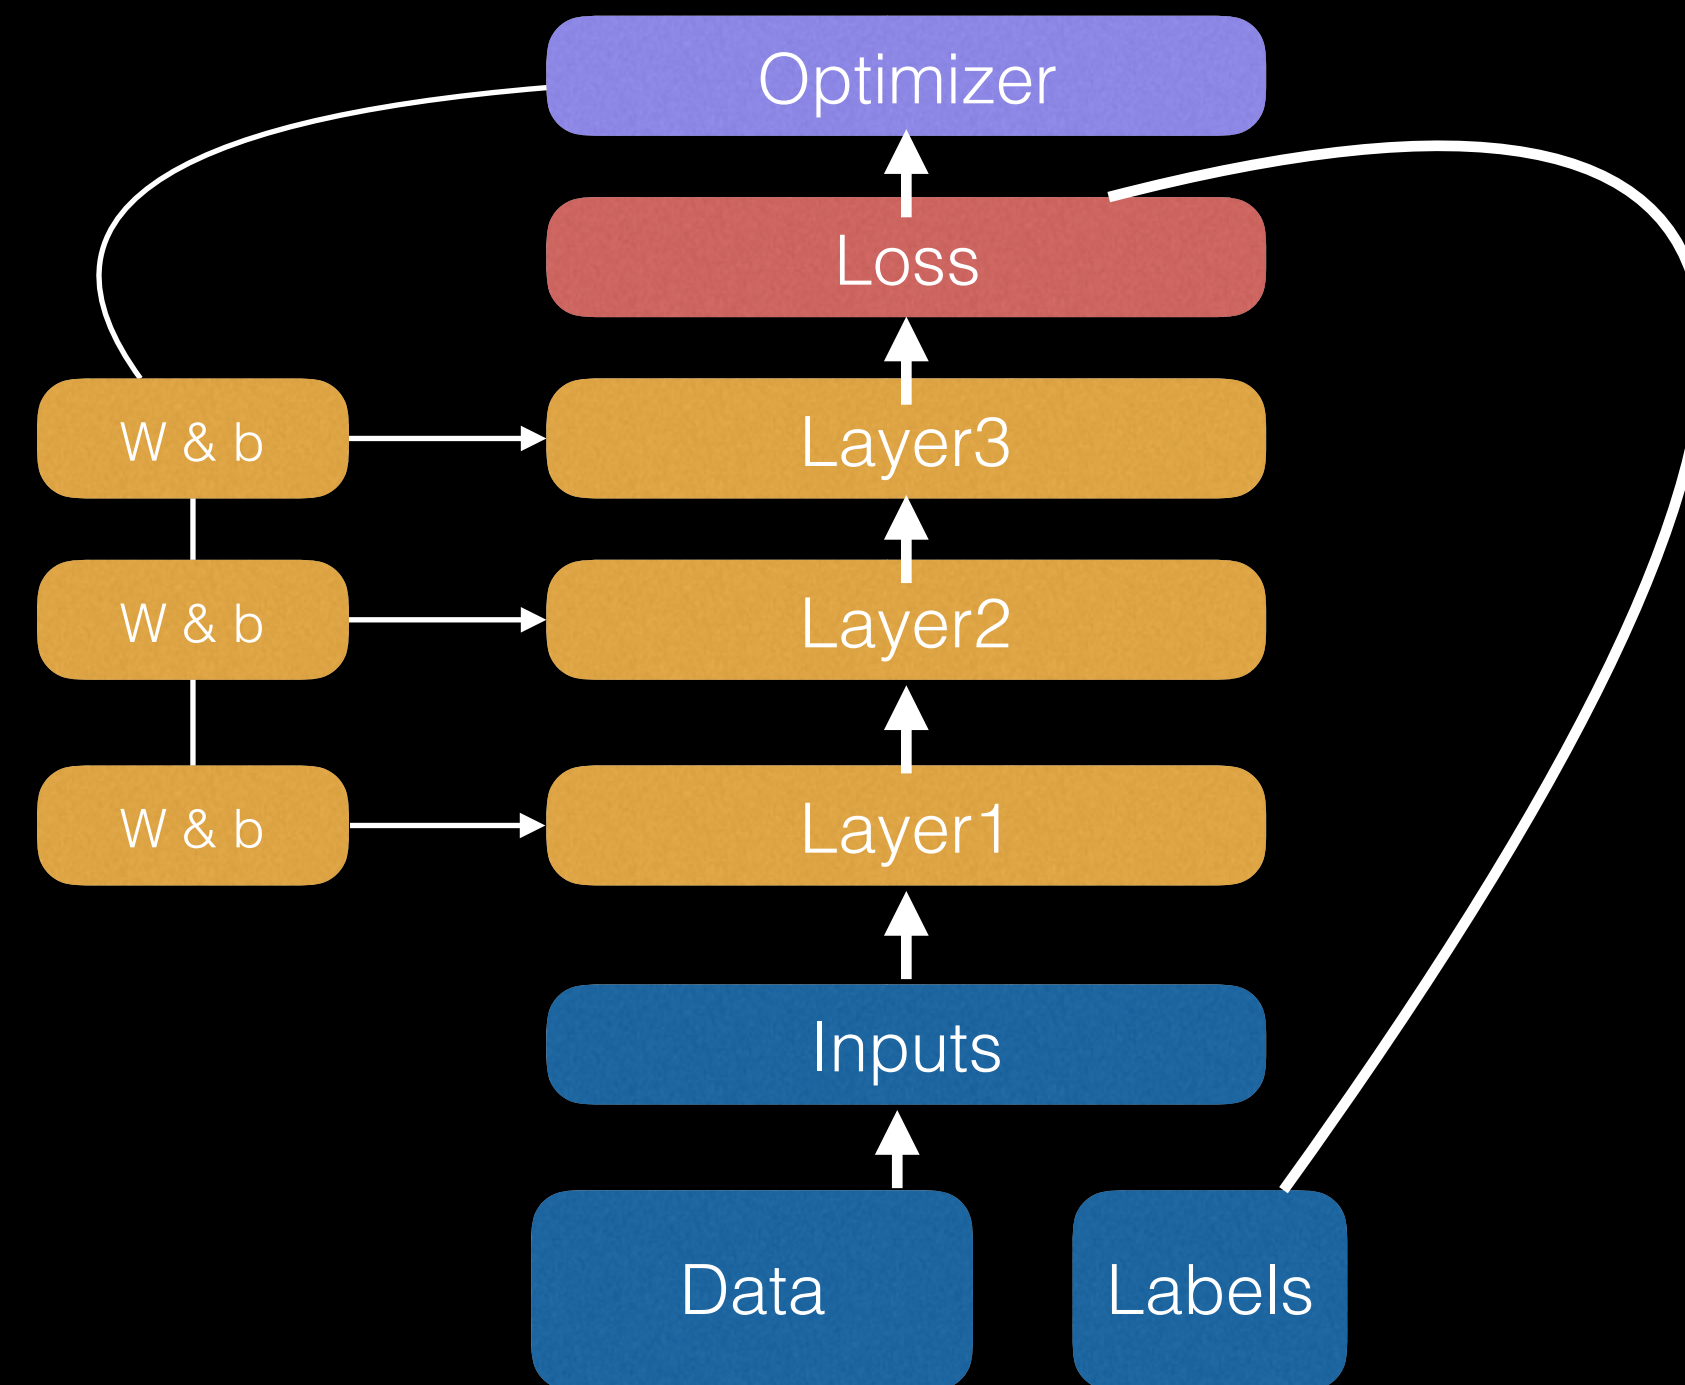 Optimizer
Loss
W & b
Layer3
W & b
Layer2
W & b
Layer1
Inputs
Data
Labels